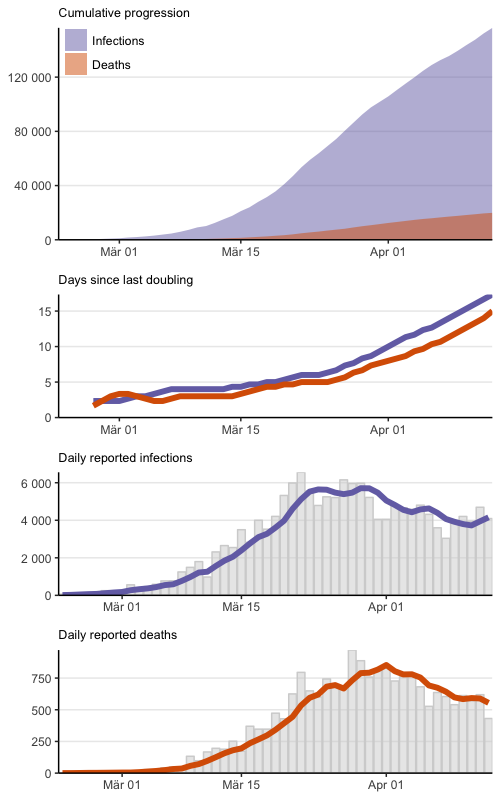 Cumulative progression
Infections
Deaths
120 000
80 000
40 000
0
Mär 01 Mär 15 Apr 01
Days since last doubling
15
10
5
0
Mär 01 Mär 15 Apr 01
Daily reported infections
6 000
4 000
2 000
0
Mär 01 Mär 15 Apr 01
Daily reported deaths
750
500
250
0
Mär 01 Mär 15 Apr 01